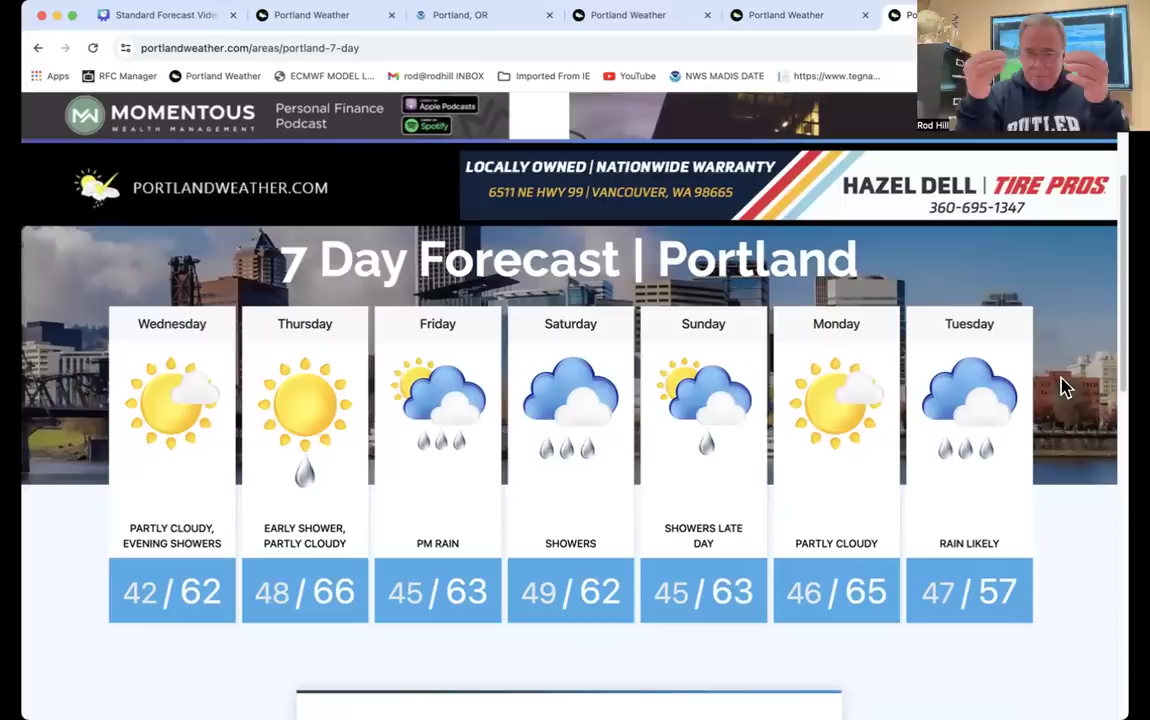 Standard Forecast Vide
Portland Weather
Portland, OR
Portland Weather
Portland Weather
Po
portlandweather.com/areas/portland-7-day
Apps
RFC Manager
Portland Weather
ECMWF MODEL L...
rod@rodhill INBOX
Imported From IE
YouTube
NWS MADIS DATE
https://www.tegna...
BUTLER
Rod Hill
MOMENTOUS
WEALTH MANAGEMENT
Personal Finance
Podcast
Apple Podcasts
Spotify
PORTLANDWEATHER.COM
LOCALLY OWNED | NATIONWIDE WARRANTY
6511 NE HWY 99 | VANCOUVER, WA 98665
HAZEL DELL | TIRE PROS
360-695-1347
7 Day Forecast | Portland
Wednesday
Thursday
Friday
Saturday
Sunday
Monday
Tuesday
PARTLY CLOUDY,
EVENING SHOWERS
EARLY SHOWER,
PARTLY CLOUDY
PM RAIN
SHOWERS
SHOWERS LATE
DAY
PARTLY CLOUDY
RAIN LIKELY
42 / 62
48 / 66
45 / 63
49 / 62
45 / 63
46 / 65
47 / 57